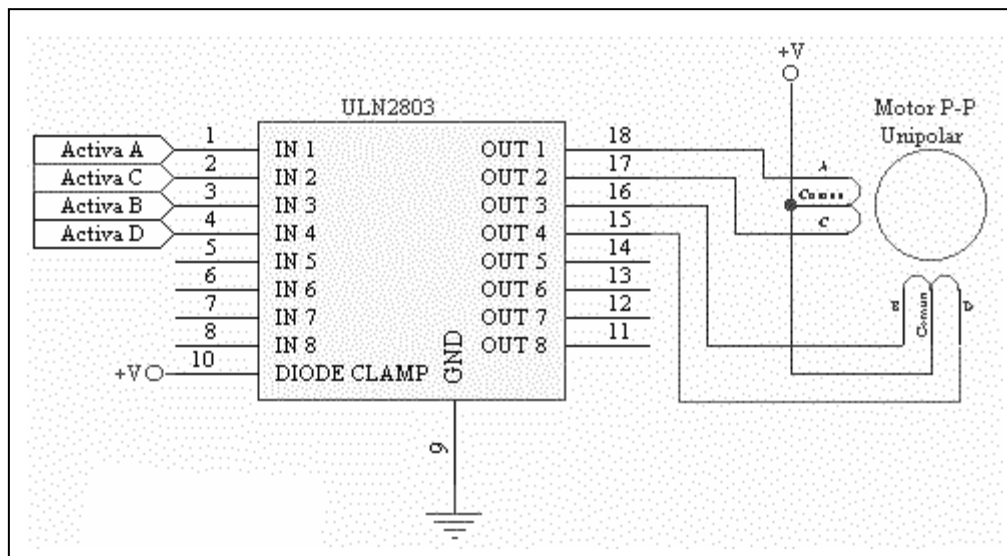 +V
ULN2803
Motor P-P
Unipolar
Activa A
1
IN 1
OUT 1
18
Activa C
2
IN 2
OUT 2
17
Activa B
3
IN 3
OUT 3
16
Activa D
4
IN 4
OUT 4
15
5
IN 5
OUT 5
14
6
IN 6
OUT 6
13
7
IN 7
OUT 7
12
8
IN 8
OUT 8
11
+V
10
DIODE CLAMP
GND
9
A
Comun
C
B
Comun
D